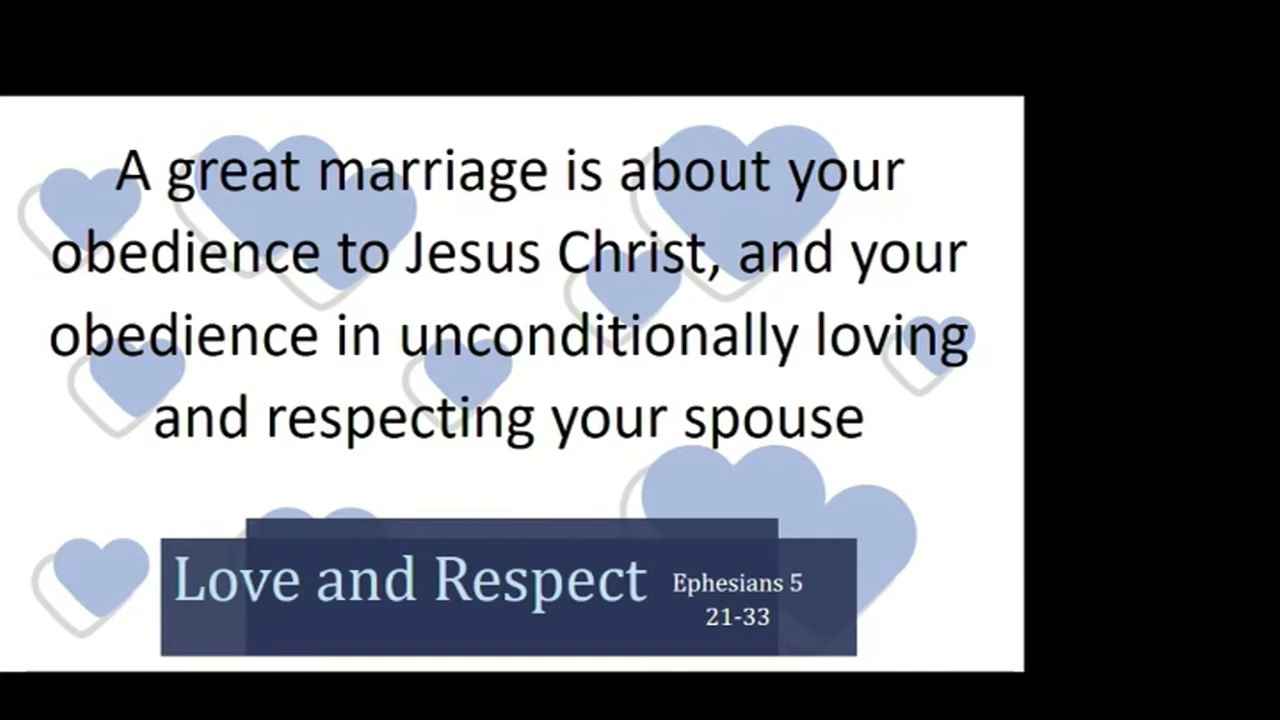 A great marriage is about your
obedience to Jesus Christ, and your
obedience in unconditionally loving
and respecting your spouse
Love and Respect
Ephesians 5
21-33